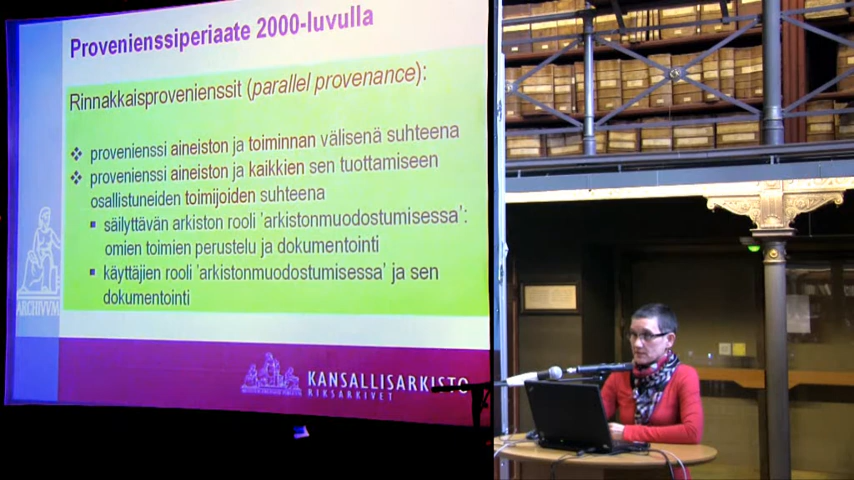 Provenienssiperiaate 2000-luvulla
Rinnakkaisprovenienssit (parallel provenance):
❖ provenienssi aineiston ja toiminnan välisenä suhteena
❖ provenienssi aineiston ja kaikkien sen tuottamiseen
osallistuneiden toimijoiden suhteena
▪ säilyttävän arkiston rooli 'arkistonmuodostumisessa':
omien toimien perustelu ja dokumentointi
▪ käyttäjien rooli 'arkistonmuodostumisessa' ja sen
dokumentointi
ARCHIVVM
KANSALLISARKISTO
RIKSARKIVET